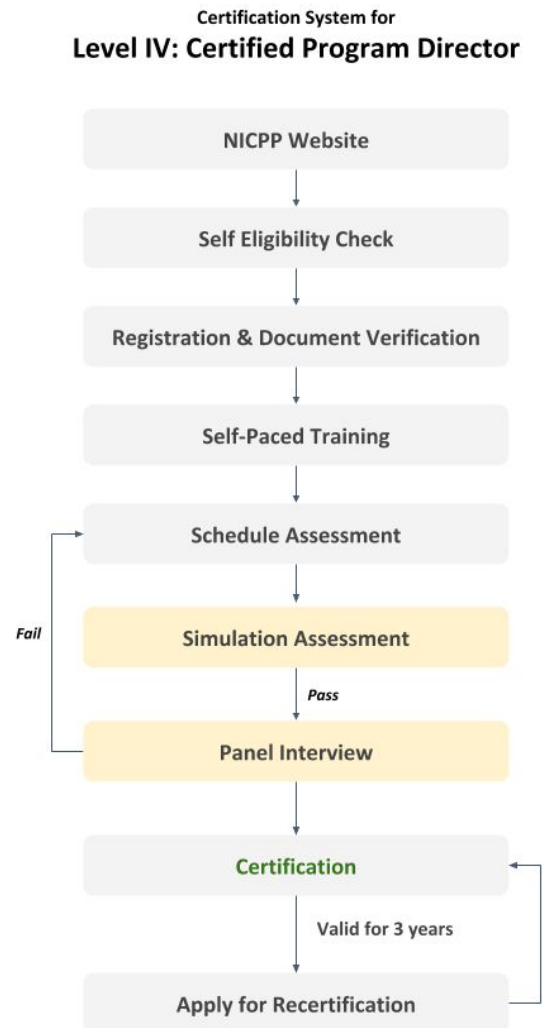 Certification System for
Level IV: Certified Program Director
NICPP Website
Self Eligibility Check
Registration & Document Verification
Self-Paced Training
Schedule Assessment
Fail
Simulation Assessment
Pass
Panel Interview
Certification
Valid for 3 years
Apply for Recertification